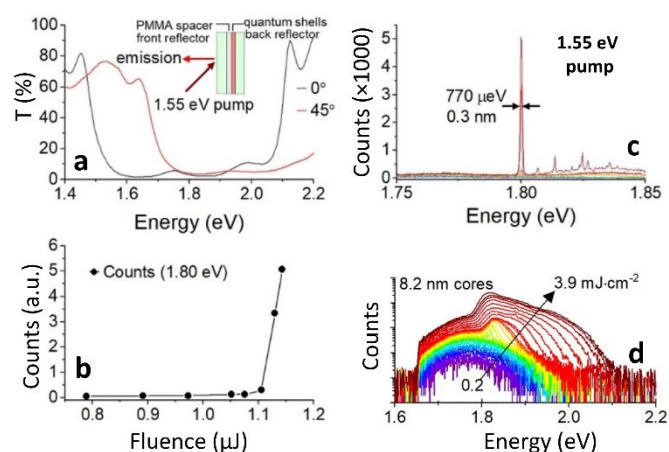 PMMA spacer
front reflector
quantum shells
back reflector
emission
1.55 eV pump
0°
45°
a
T (%)
100
80
60
40
20
0
1.4 1.6 1.8 2.0 2.2
Energy (eV)
1.55 eV
pump
770 µeV
0.3 nm
c
Counts (×1000)
5
4
3
2
1
0
1.75 1.80 1.85
Energy (eV)
Counts (1.80 eV)
b
Counts (a.u.)
6
5
4
3
2
1
0
0.8 0.9 1.0 1.1 1.2
Fluence (µJ)
8.2 nm cores
3.9 mJ·cm-2
0.2
d
Counts
1.6 1.8 2.0 2.2
Energy (eV)